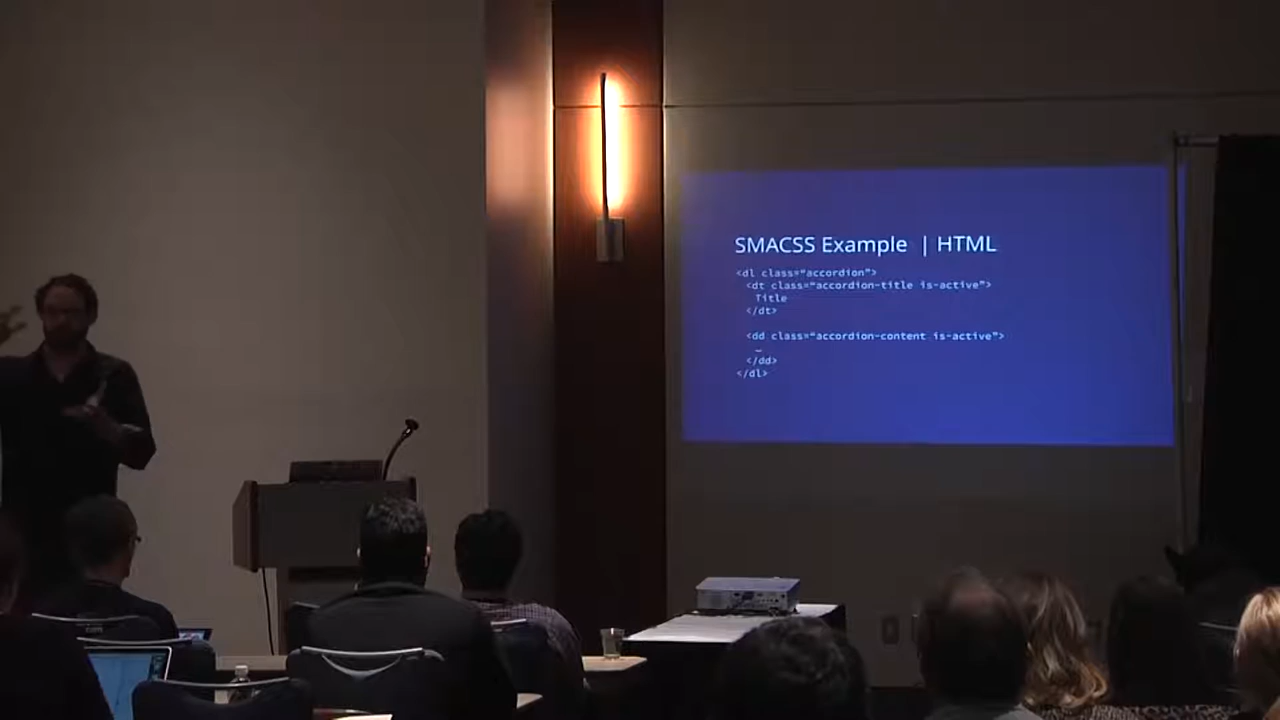 SMACSS Example | HTML
<dl class=“accordion”>
<dt class=“accordion-title is-active”>
Title
</dt>
<dd class=“accordion-content is-active”>
…
</dd>
</dl>